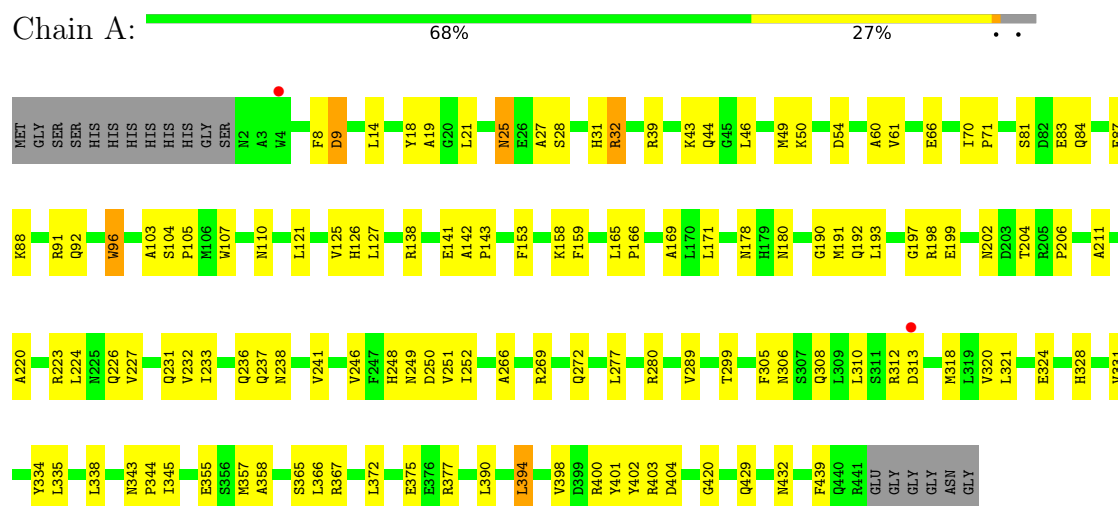 Chain A:
68% 27% . .
MET GLY SER SER HIS HIS HIS HIS HIS HIS GLY SER N2 A3 W4 F8 D9 L14 Y18 A19 G20 L21 N25 E26 A27 S28 H31 R32 R39 K43 Q44 G45 L46 M49 K50 D54 A60 V61 E66 I70 P71 S81 D82 E83 Q84
K88 R91 Q92 W96 A103 S104 P105 M106 W107 N110 L121 V125 H126 L127 R138 E141 A142 P143 F153 K158 F159 L165 P166 A169 L170 L171 N178 H179 N180 G190 M191 Q192 L193 G197 R198 E199 N202 D203 T204 R205 P206 A211
A220 R223 L224 N225 Q226 V227 Q231 V232 I233 Q236 Q237 N238 V241 V246 F247 H248 N249 D250 V251 I252 A266 R269 Q272 L277 R280 V289 T299 F305 N306 S307 Q308 L309 L310 S311 R312 D313 M318 L319 V320 L321 E324 H328 V331
Y334 L335 L338 N343 P344 I345 E355 S356 M357 A358 S365 L366 R367 L372 E375 E376 R377 L390 L394 V398 D399 R400 Y401 Y402 R403 D404 G420 Q429 N432 F439 Q440 R441 GLU GLY GLY GLY ASN GLY